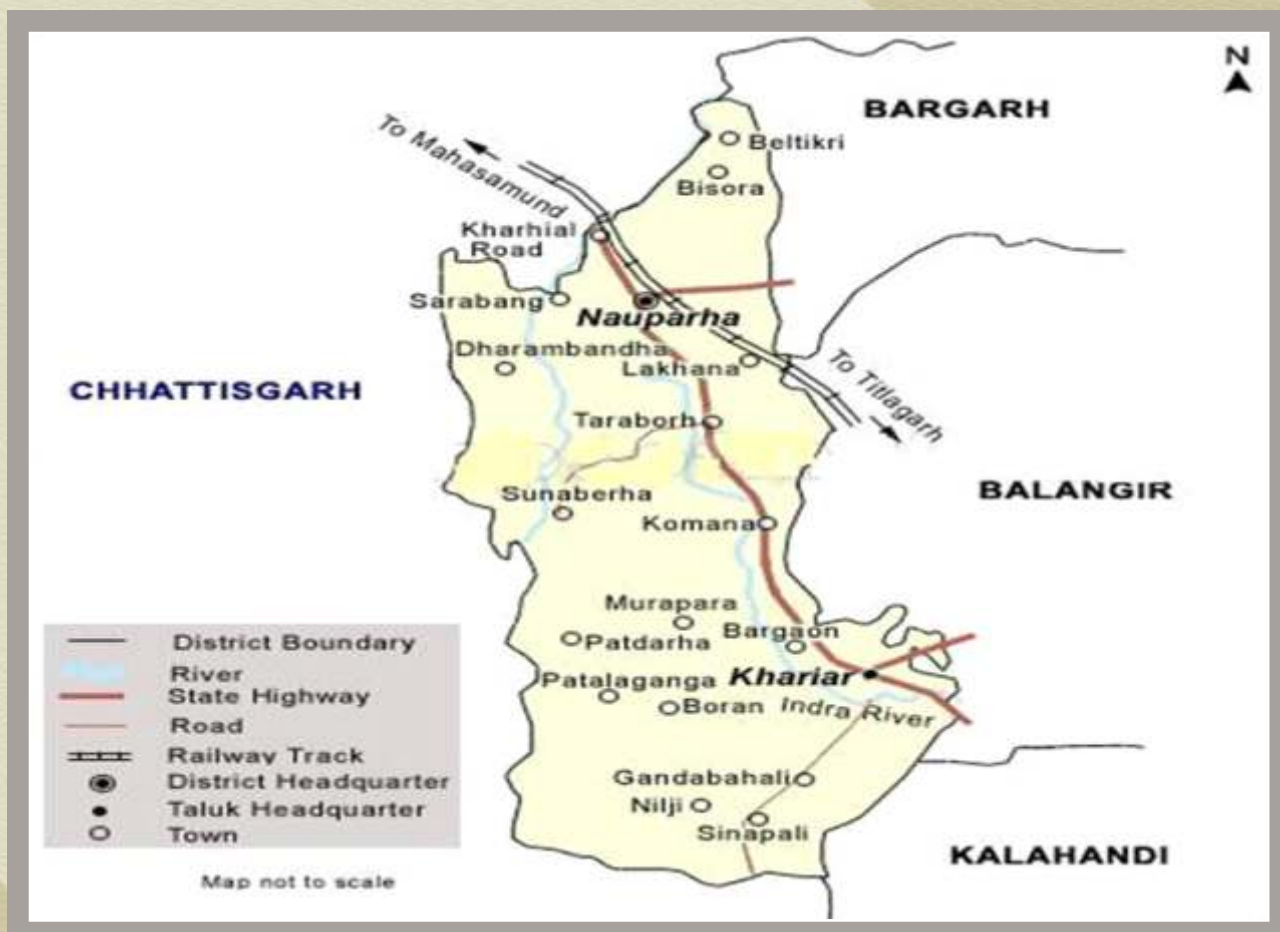 N
BARGARH
To Mahasamund
Beltikri
Bisora
Kharhial
Road
Sarabang
Nauparha
Dharambandha
Lakhana
To Titlagarh
CHHATTISGARH
Taraborh
BALANGIR
Sunaberha
Komana
Murapara
Bargaon
Patdarha
Khariar
Patalaganga
Boran
Indra River
Gandabahali
Nilji
Sinapali
KALAHANDI
District Boundary
River
State Highway
Road
Railway Track
District Headquarter
Taluk Headquarter
Town
Map not to scale